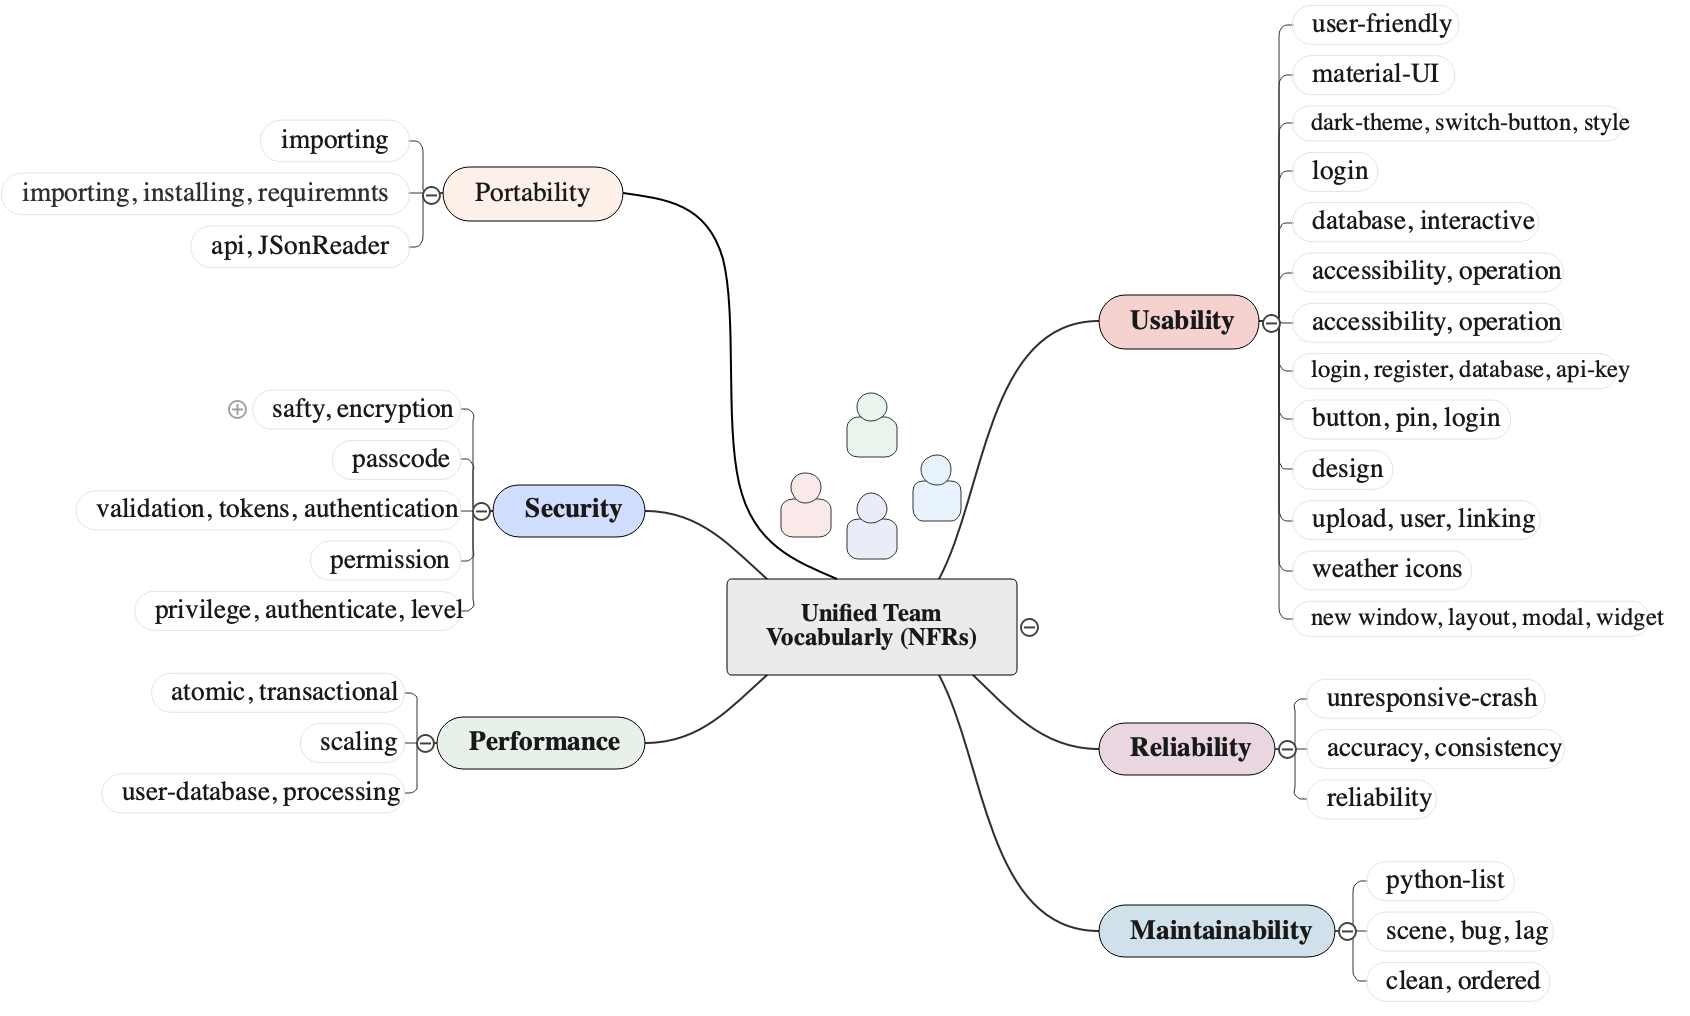 importing
importing, installing, requiremnts
api, JSonReader
Portability
safty, encryption
passcode
validation, tokens, authentication
permission
privilege, authenticate, level
Security
atomic, transactional
scaling
user-database, processing
Performance
Unified Team
Vocabularly (NFRs)
Usability
user-friendly
material-UI
dark-theme, switch-button, style
login
database, interactive
accessibility, operation
accessibility, operation
login, register, database, api-key
button, pin, login
design
upload, user, linking
weather icons
new window, layout, modal, widget
Reliability
unresponsive-crash
accuracy, consistency
reliability
Maintainability
python-list
scene, bug, lag
clean, ordered